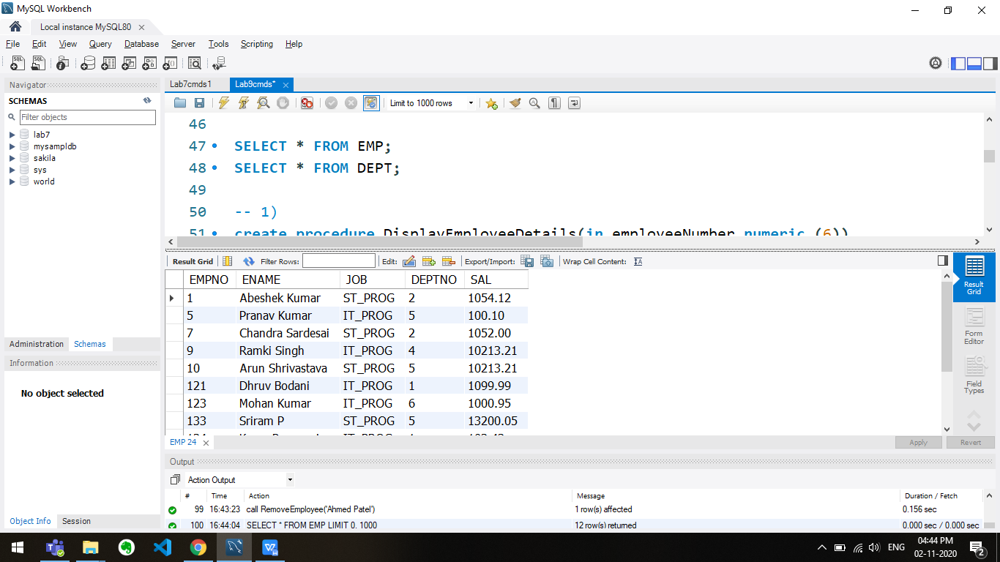 MySQL Workbench
Local instance MySQL80
File Edit View Query Database Server Tools Scripting Help
Navigator
SCHEMAS
Filter objects
lab7
mysampldb
sakila
sys
world
Administration Schemas
Information
No object selected
Object Info Session
Lab7cmds1 Lab9cmds*
Limit to 1000 rows
46
47 SELECT * FROM EMP;
48 SELECT * FROM DEPT;
49
50 -- 1)
51 create procedure DisplayEmployeeDetails(in employeeNumber numeric (6))
Result Grid Filter Rows: Edit: Export/Import: Wrap Cell Content:
EMPNO ENAME JOB DEPTNO SAL
1 Abeshek Kumar ST_PROG 2 1054.12
5 Pranav Kumar IT_PROG 5 100.10
7 Chandra Sardesai ST_PROG 2 1052.00
9 Ramki Singh IT_PROG 4 10213.21
10 Arun Shrivastava ST_PROG 5 10213.21
121 Dhruv Bodani IT_PROG 1 1099.99
123 Mohan Kumar IT_PROG 6 1000.95
133 Sriram P ST_PROG 5 13200.05
Result
Grid
Form
Editor
Field
Types
EMP 24
Apply Revert
Output
Action Output
# Time Action Message Duration / Fetch
99 16:43:23 call RemoveEmployee('Ahmed Patel') 1 row(s) affected 0.156 sec
100 16:44:04 SELECT * FROM EMP LIMIT 0, 1000 12 row(s) returned 0.000 sec / 0.000 sec
ENG
04:44 PM
02-11-2020
2